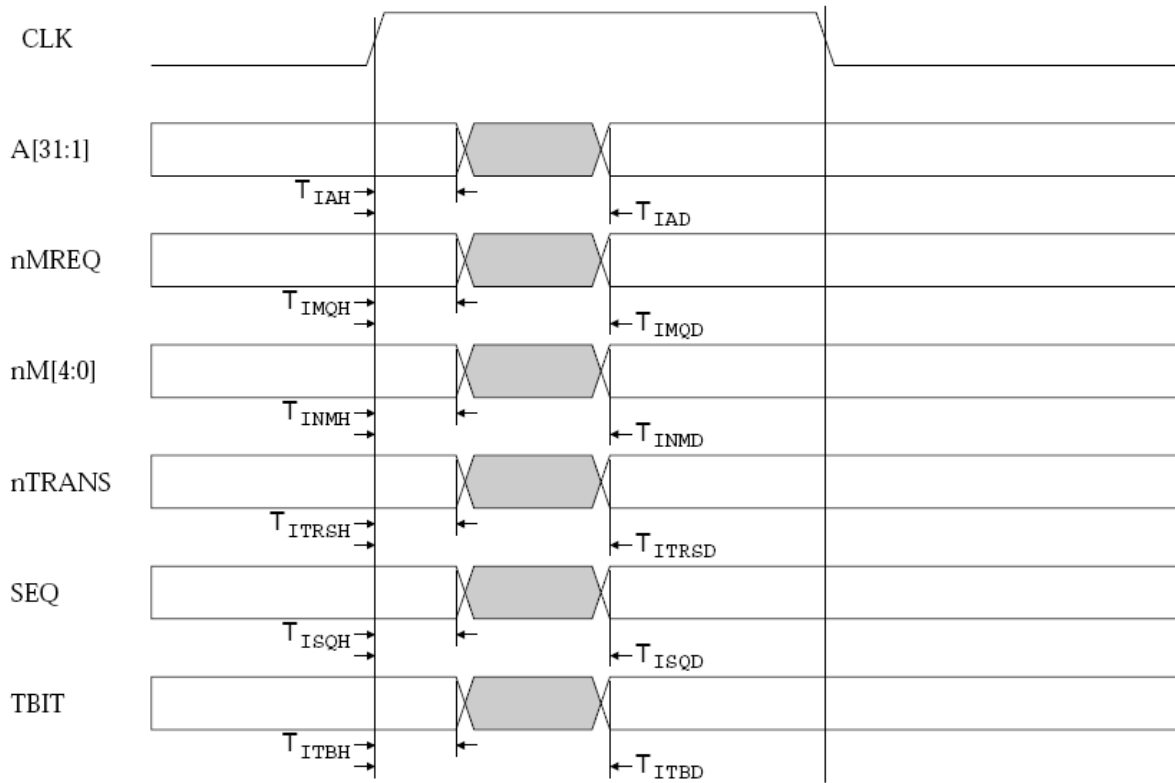 CLK
A[31:1]
TIAH
TIAD
nMREQ
TIMQH
TIMQD
nM[4:0]
TINMH
TINMD
nTRANS
TITRSH
TITRSD
SEQ
TISQH
TISQD
TBIT
TITBH
TITBD